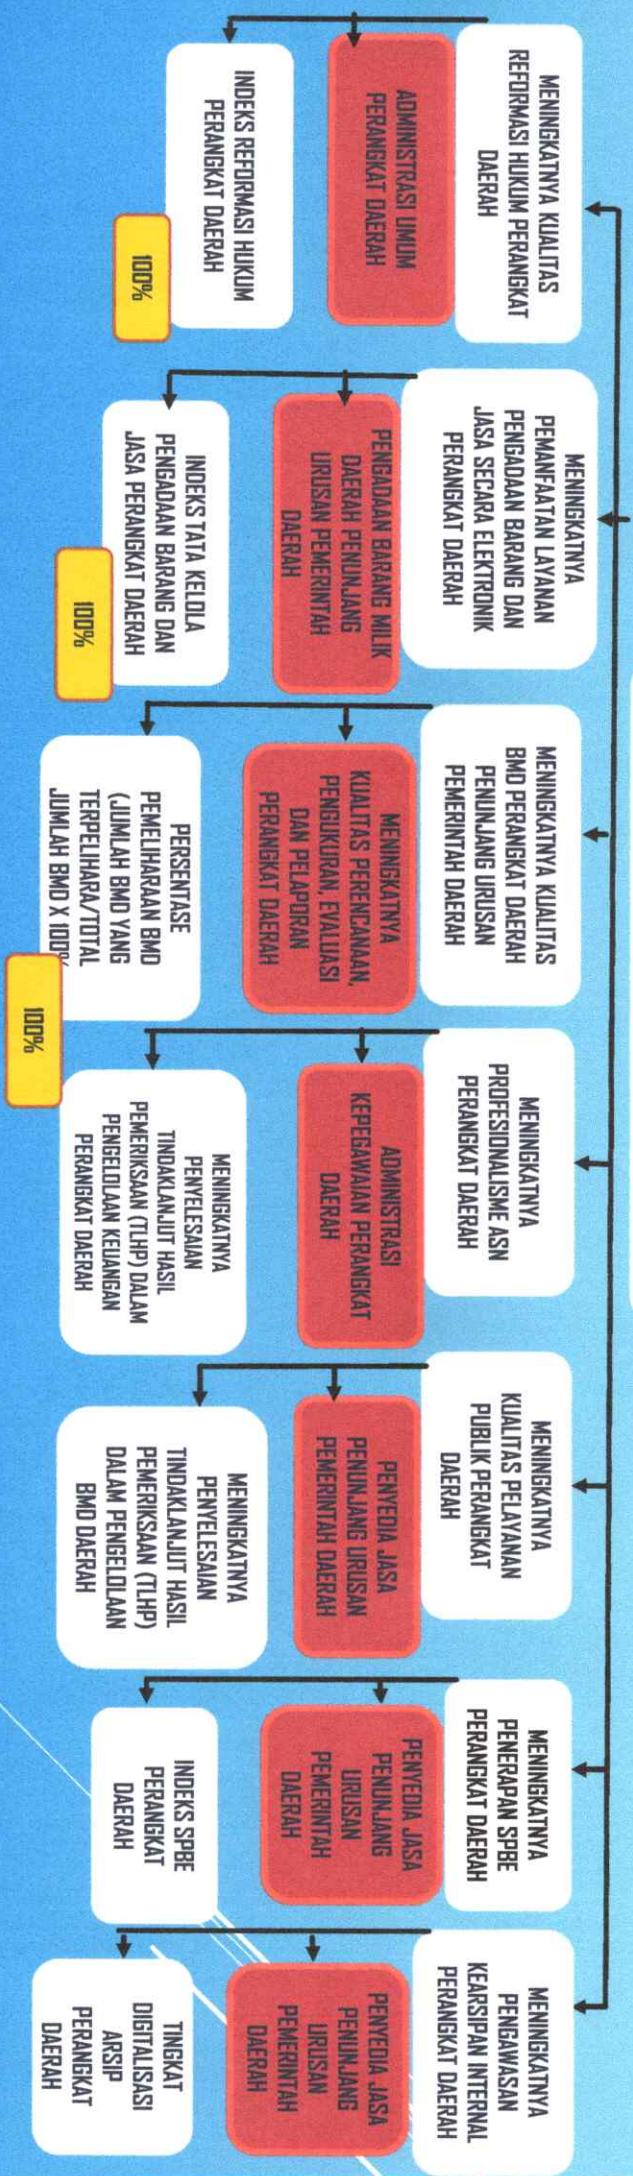 MENINGKATNYA KUALITAS
REFORMASI HUKUM PERANGKAT
DAERAH
ADMINISTRASI UMUM
PERANGKAT DAERAH
INDEKS REFORMASI HUKUM
PERANGKAT DAERAH
100%
MENINGKATNYA
PEMANFAATAN LAYANAN
PENGADAAN BARANG DAN
JASA SECARA ELEKTRONIK
PERANGKAT DAERAH
PENGADAAN BARANG MILIK
DAERAH PENUNJANG
URUSAN PEMERINTAH
DAERAH
INDEKS TATA KELOLA
PENGADAAN BARANG DAN
JASA PERANGKAT DAERAH
100%
MENINGKATNYA KUALITAS
BMD PERANGKAT DAERAH
PENUNJANG URUSAN
PEMERINTAH DAERAH
MENINGKATNYA
KUALITAS PERENCANAAN,
PENGUKURAN, EVALUASI
DAN PELAPORAN
PERANGKAT DAERAH
PERSENTASE
PEMELIHARAAN BMD
(JUMLAH BMD YANG
TERPELIHARA/TOTAL
JUMLAH BMD X 100%
100%
MENINGKATNYA
PROFESIONALISME ASN
PERANGKAT DAERAH
ADMINISTRASI
KEPEGAWAIAN PERANGKAT
DAERAH
MENINGKATNYA
PENYELESAIAN
TINDAKLANJUT HASIL
PEMERIKSAAN (TLHP) DALAM
PENGELOLAAN KEUANGAN
PERANGKAT DAERAH
MENINGKATNYA
KUALITAS PELAYANAN
PUBLIK PERANGKAT
DAERAH
PENYEDIA JASA
PENUNJANG URUSAN
PEMERINTAH DAERAH
MENINGKATNYA
PENYELESAIAN
TINDAKLANJUT HASIL
PEMERIKSAAN (TLHP)
DALAM PENGELOLAAN
BMD DAERAH
MENINGKATNYA
PENERAPAN SPBE
PERANGKAT DAERAH
PENYEDIA JASA
PENUNJANG
URUSAN
PEMERINTAH
DAERAH
INDEKS SPBE
PERANGKAT
DAERAH
MENINGKATNYA
PENGAWASAN
KEARSIPAN INTERNAL
PERANGKAT DAERAH
PENYEDIA JASA
PENUNJANG
URUSAN
PEMERINTAH
DAERAH
TINGKAT
DIGITALISASI
ARSIP
PERANGKAT
DAERAH